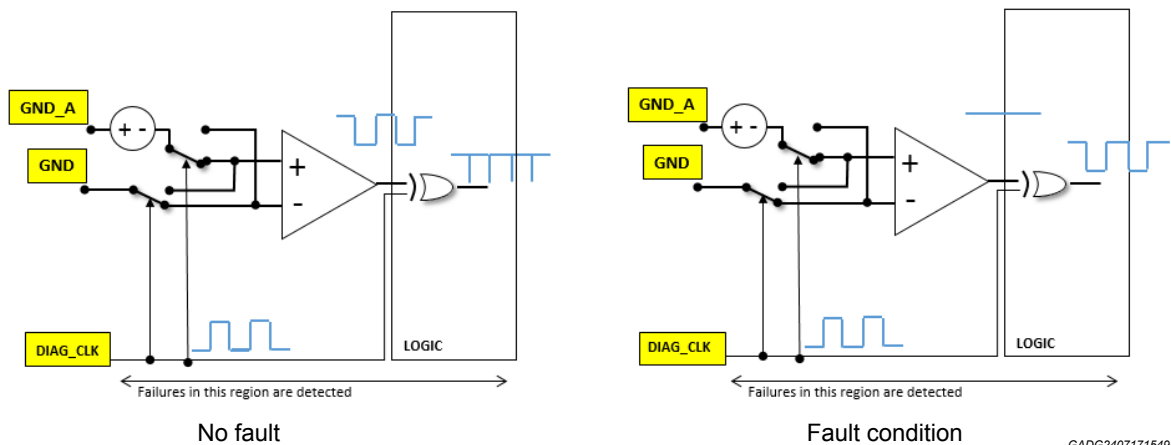 GND_A
+ -
GND
+
-
DIAG_CLK
LOGIC
Failures in this region are detected
No fault
GND_A
+ -
GND
+
-
DIAG_CLK
LOGIC
Failures in this region are detected
Fault condition
GADG2407171549